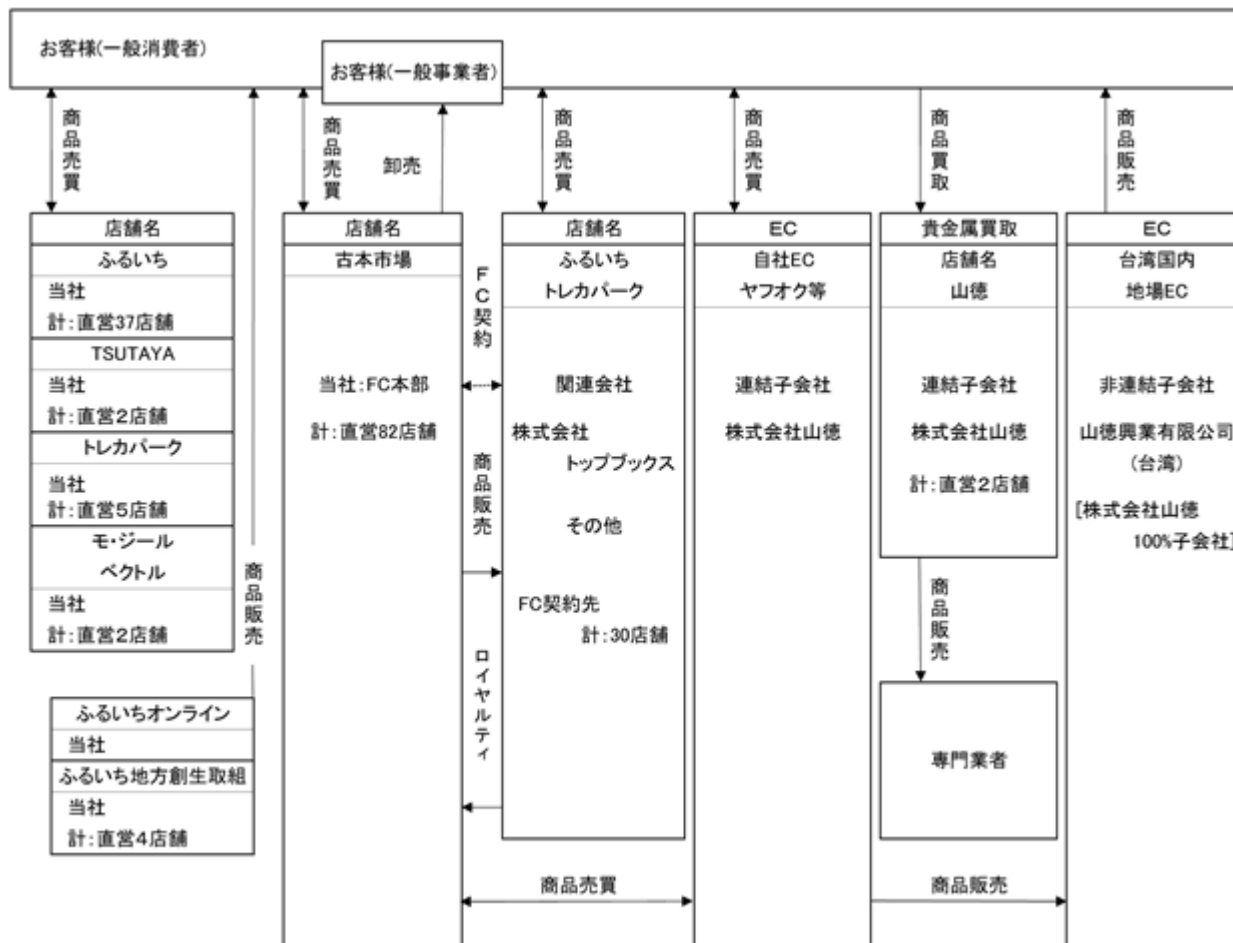 お客様(一般消費者)
お客様(一般事業者)
商品売買
商品売買
卸売
商品売買
商品売買
商品買取
商品販売
店舗名
ふるいち
当社
計:直営37店舗
TSUTAYA
当社
計:直営2店舗
トレカパーク
当社
計:直営5店舗
モ・ジール
ベクトル
当社
計:直営2店舗
商品販売
ふるいちオンライン
当社
ふるいち地方創生取組
当社
計:直営4店舗
店舗名
古本市場
当社:FC本部
計:直営82店舗
FC契約
商品販売
ロイヤルティ
店舗名
ふるいち
トレカパーク
関連会社
株式会社
トップブックス
その他
FC契約先
計:30店舗
EC
自社EC
ヤフオク等
連結子会社
株式会社山徳
貴金属買取
店舗名
山徳
連結子会社
株式会社山徳
計:直営2店舗
商品販売
専門業者
EC
台湾国内
地場EC
非連結子会社
山徳興業有限公司
(台湾)
[株式会社山徳
100%子会社]
商品売買
商品販売